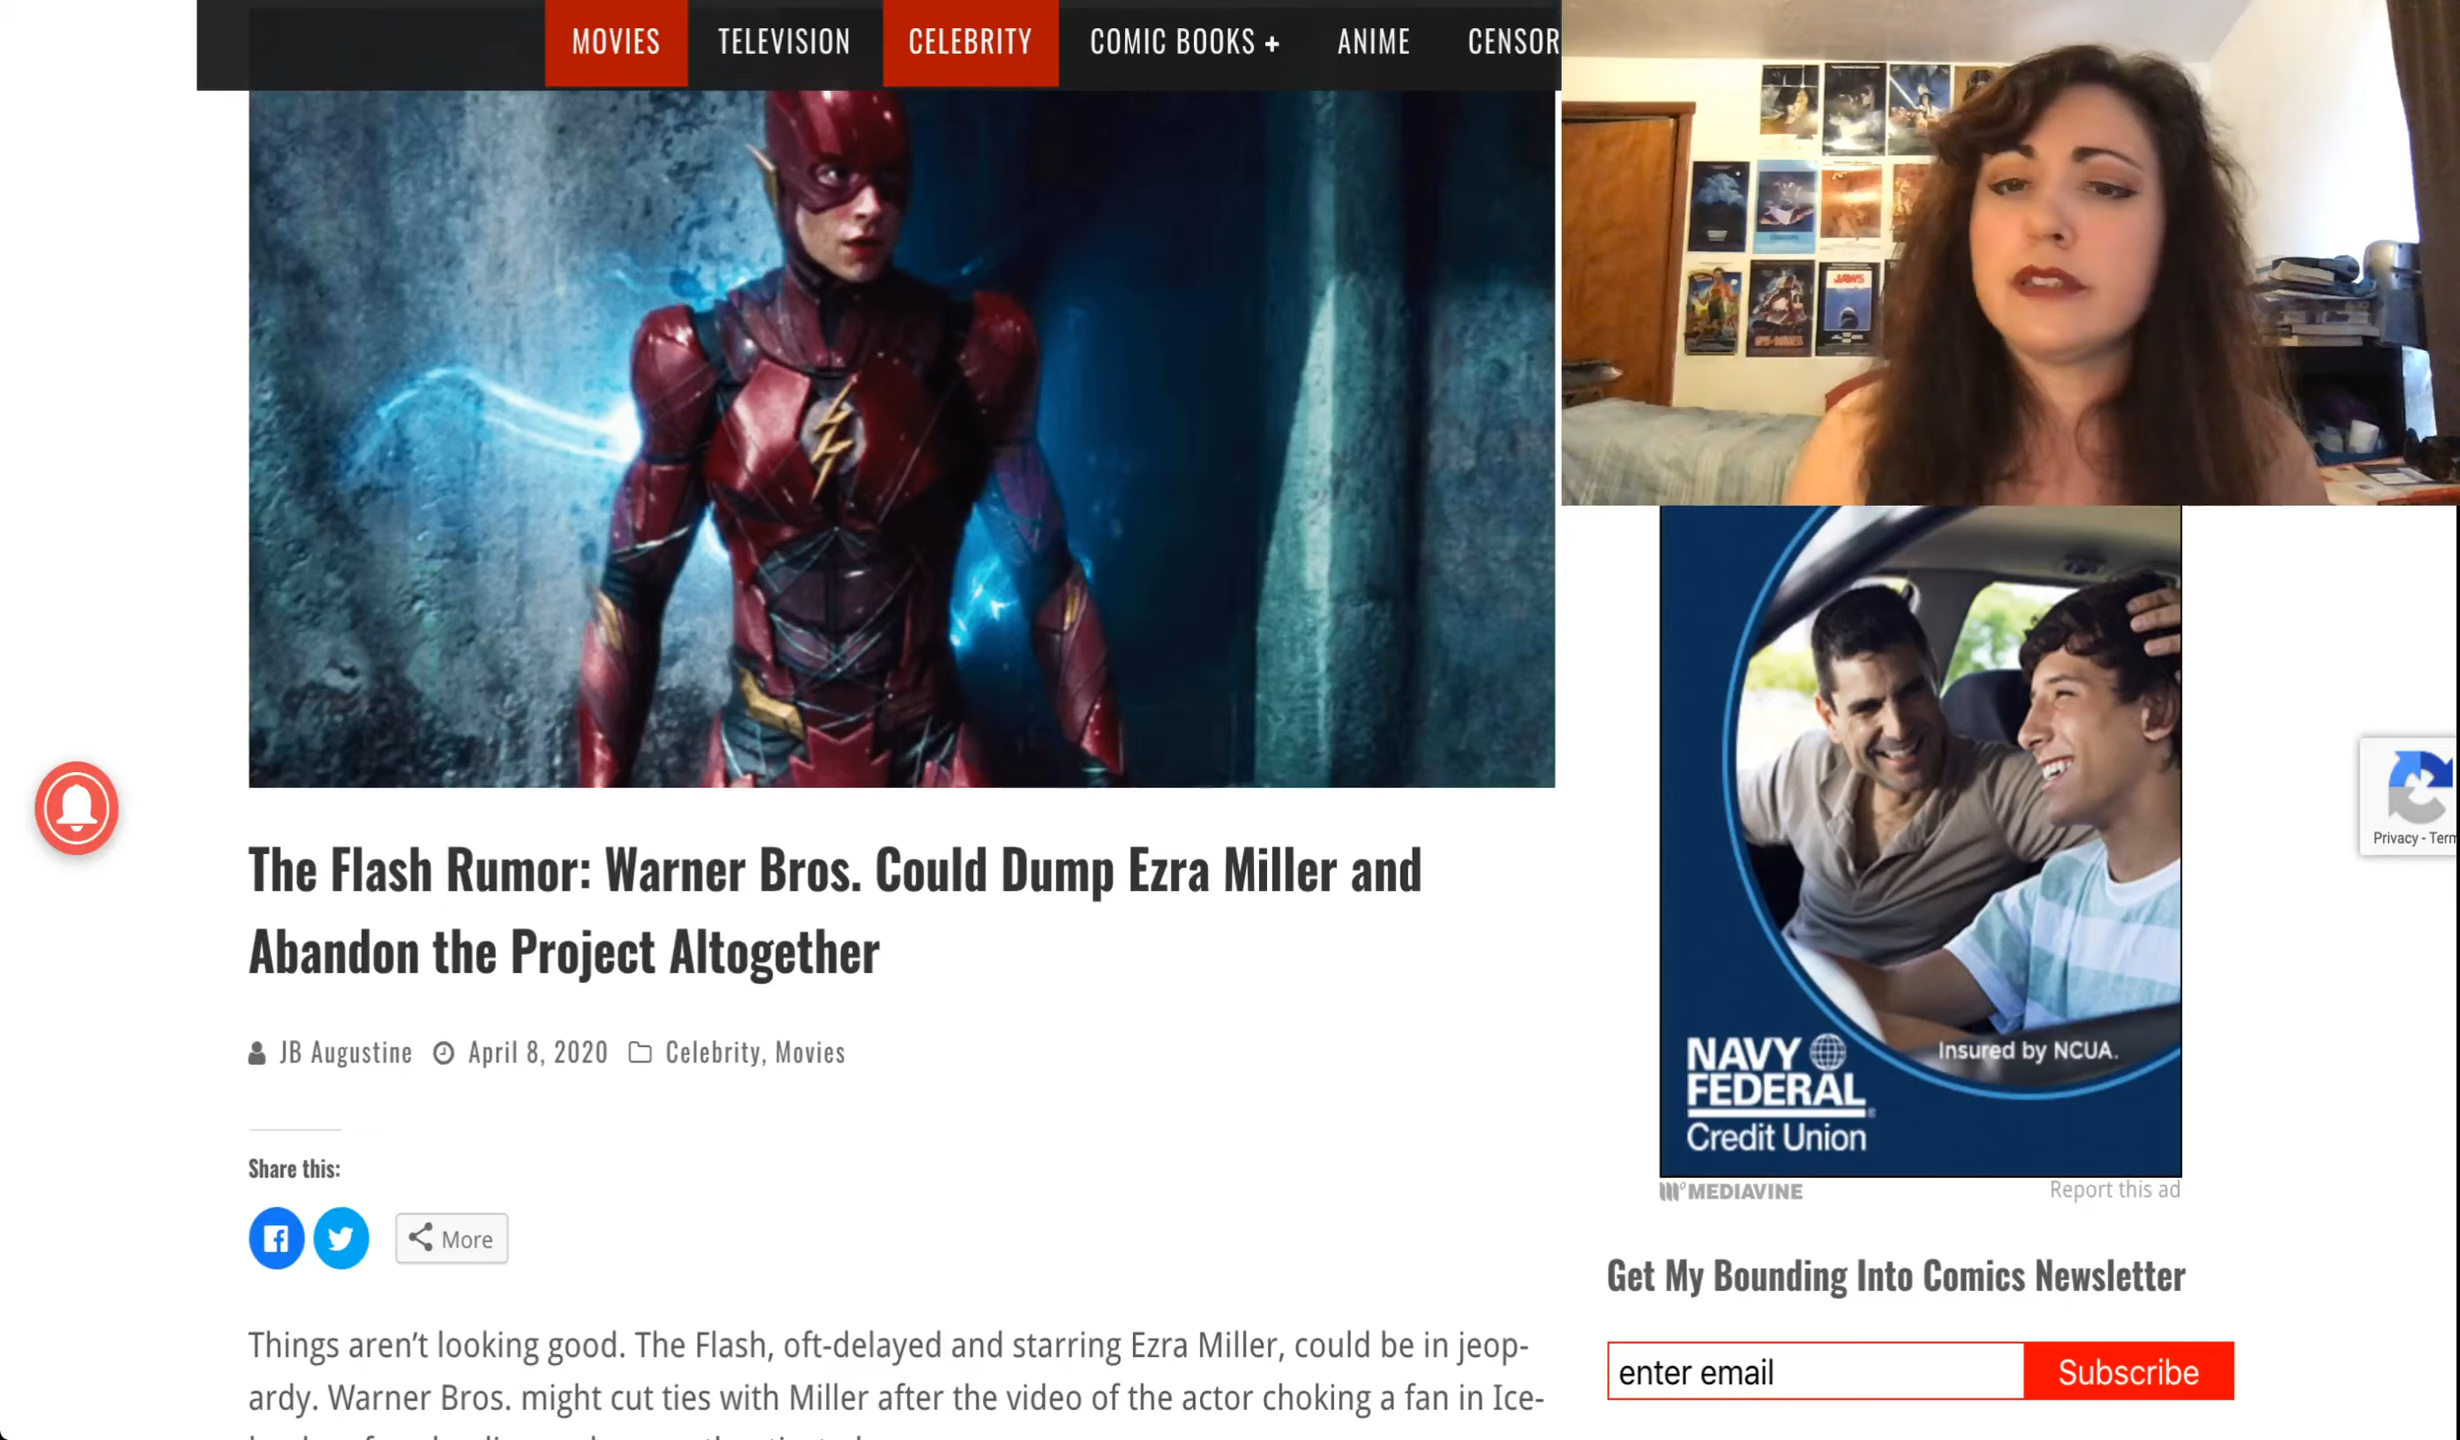 MOVIES TELEVISION CELEBRITY COMIC BOOKS + ANIME CENSOR
JAWS
The Flash Rumor: Warner Bros. Could Dump Ezra Miller and
Abandon the Project Altogether
JB Augustine April 8, 2020 Celebrity, Movies
Share this:
More
Things aren’t looking good. The Flash, oft-delayed and starring Ezra Miller, could be in jeop-
ardy. Warner Bros. might cut ties with Miller after the video of the actor choking a fan in Ice-
Insured by NCUA.
NAVY
FEDERAL
Credit Union
MEDIAVINE
Report this ad
Privacy - Term
Get My Bounding Into Comics Newsletter
enter email
Subscribe